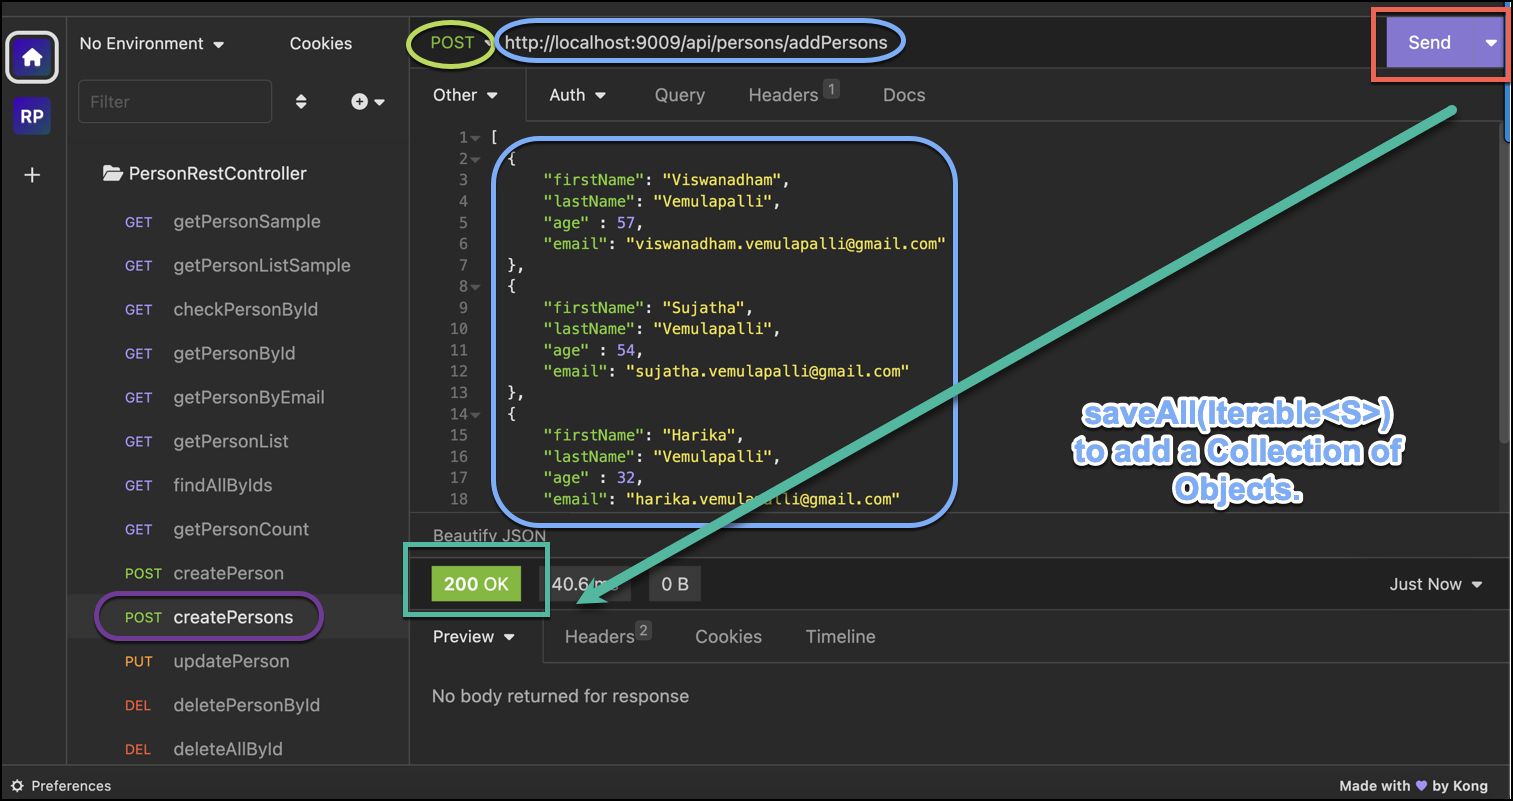 No Environment
Cookies
POST
http://localhost:9009/api/persons/addPersons
Send
RP
Filter
Other
Auth
Query
Headers 1
Docs
PersonRestController
GET getPersonSample
GET getPersonListSample
GET checkPersonById
GET getPersonById
GET getPersonByEmail
GET getPersonList
GET findAllByIds
GET getPersonCount
POST createPerson
POST createPersons
PUT updatePerson
DEL deletePersonById
DEL deleteAllById
1 [
2 {
3 "firstName": "Viswanadham",
4 "lastName": "Vemulapalli",
5 "age" : 57,
6 "email": "viswanadham.vemulapalli@gmail.com"
7 },
8 {
9 "firstName": "Sujatha",
10 "lastName": "Vemulapalli",
11 "age" : 54,
12 "email": "sujatha.vemulapalli@gmail.com"
13 },
14 {
15 "firstName": "Harika",
16 "lastName": "Vemulapalli",
17 "age" : 32,
18 "email": "harika.vemulapalli@gmail.com"
saveAll(Iterable<S>)
to add a Collection of
Objects.
Beautify JSON
200 OK
40.6 ms
0 B
Just Now
Preview
Headers 2
Cookies
Timeline
No body returned for response
Preferences
Made with 💜 by Kong